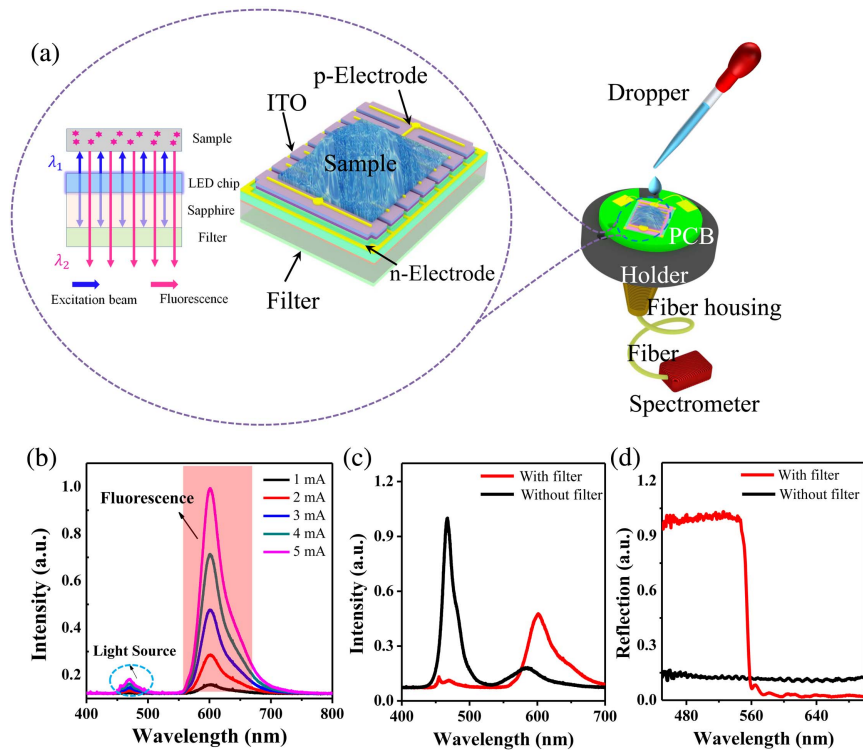 (a)
p-Electrode
ITO
Dropper
Sample
Sample
λ1
LED chip
Sapphire
Filter
λ2
n-Electrode
PCB
Holder
Excitation beam
Fluorescence
Filter
Fiber housing
Fiber
Spectrometer
(b)
Intensity (a.u.)
1.0
0.8
0.6
0.4
0.2
Fluorescence
1 mA
2 mA
3 mA
4 mA
5 mA
Light Source
400 500 600 700 800
Wavelength (nm)
(c)
Intensity (a.u.)
1.2
0.9
0.6
0.3
0.0
With filter
Without filter
400 500 600 700
Wavelength (nm)
(d)
Reflection (a.u.)
1.2
0.9
0.6
0.3
0.0
With filter
Without filter
480 560 640
Wavelength (nm)